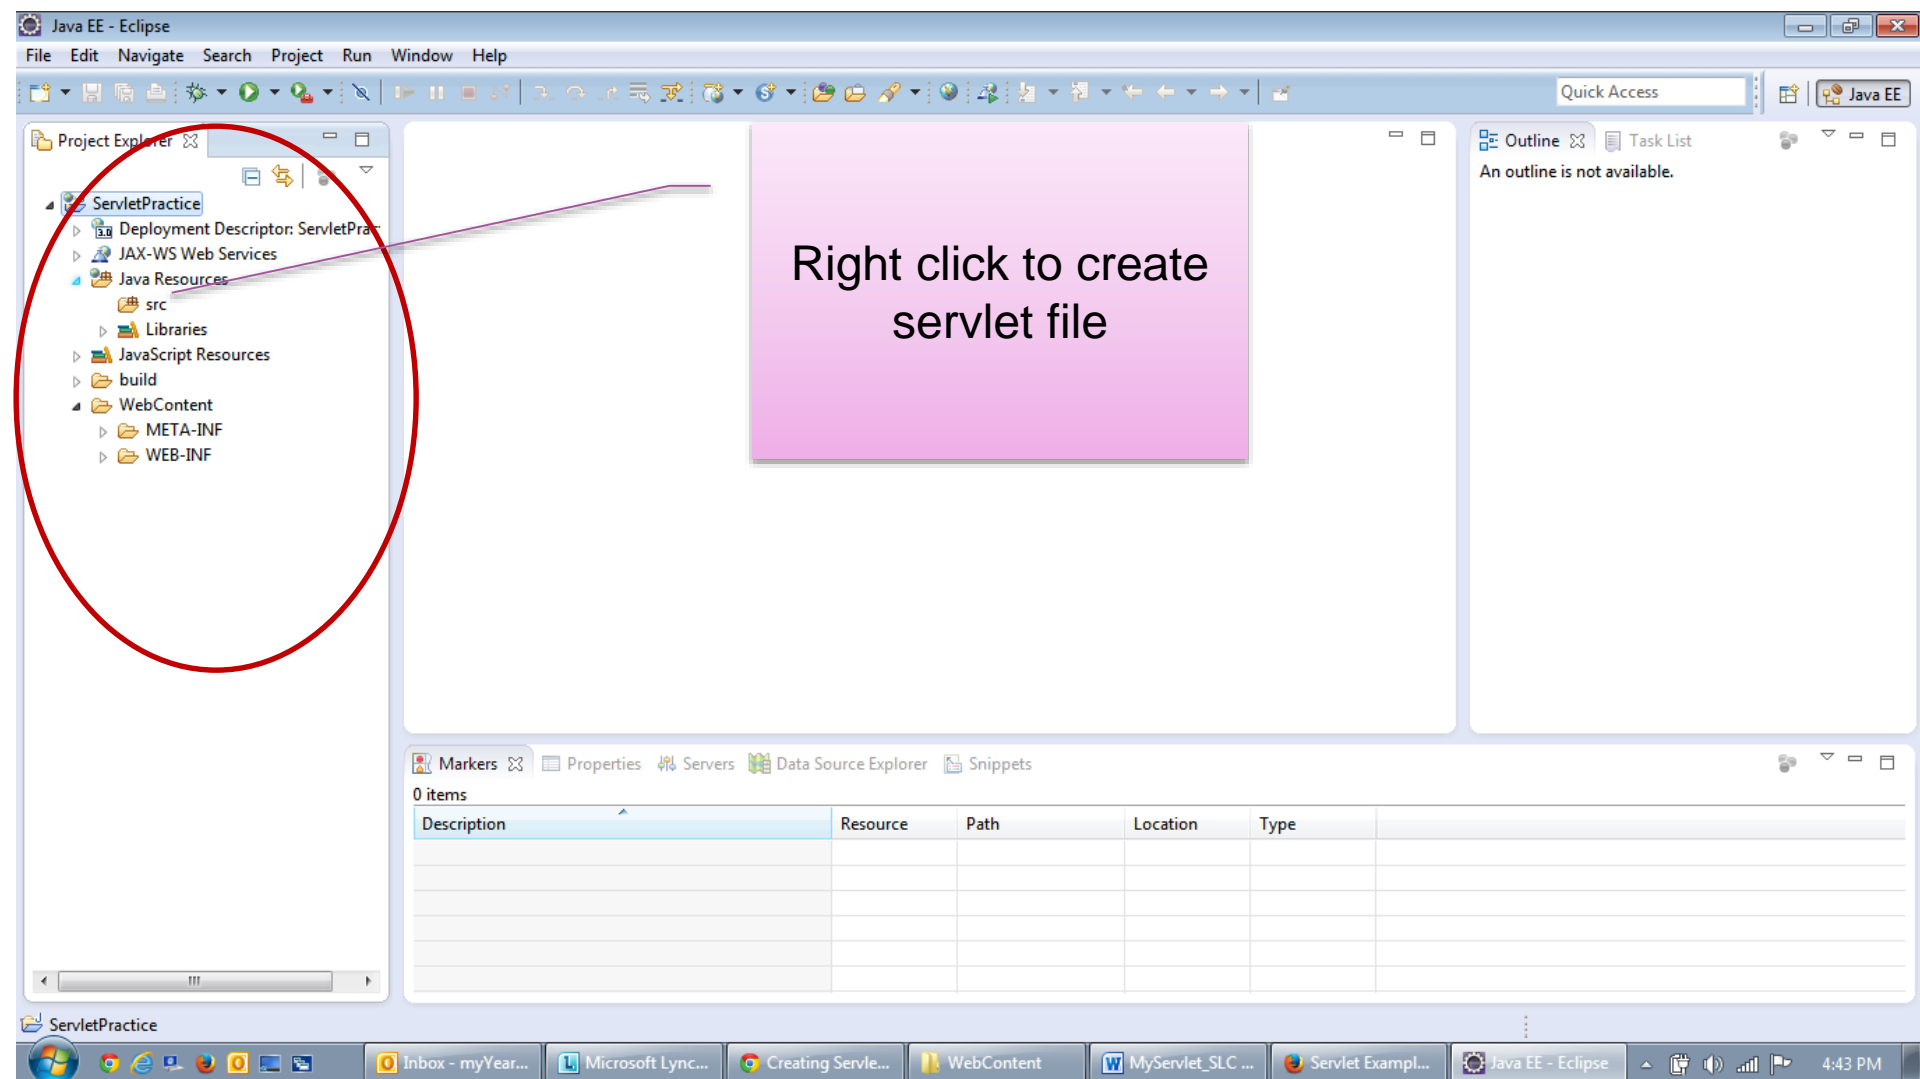 Java EE - Eclipse
File Edit Navigate Search Project Run Window Help
Quick Access
Java EE
Project Explorer
ServletPractice
Deployment Descriptor: ServletPrac
JAX-WS Web Services
Java Resources
src
Libraries
JavaScript Resources
build
WebContent
META-INF
WEB-INF
Right click to create
servlet file
Outline Task List
An outline is not available.
Markers Properties Servers Data Source Explorer Snippets
0 items
Description Resource Path Location Type
ServletPractice
Inbox - myYear... Microsoft Lync... Creating Servle... WebContent MyServlet_SLC ... Servlet Exampl... Java EE - Eclipse 4:43 PM